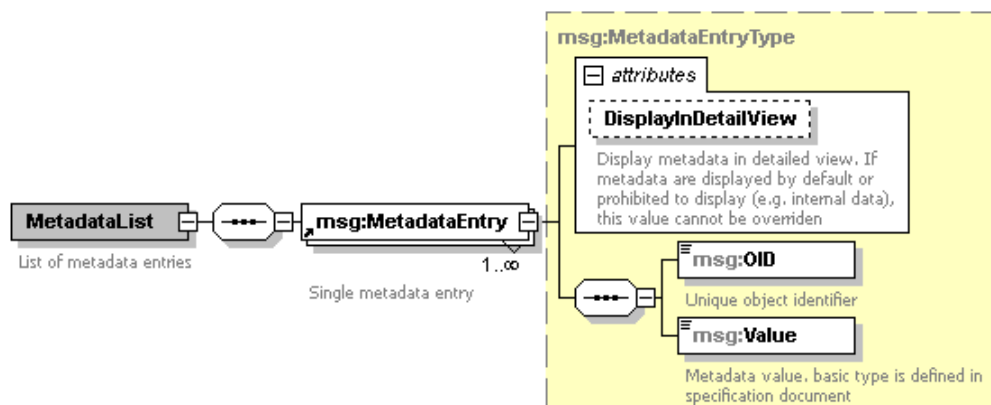 msg:MetadataEntryType
attributes
DisplayInDetailView
Display metadata in detailed view. If
metadata are displayed by default or
prohibited to display (e.g. internal data),
this value cannot be overriden
MetadataList
List of metadata entries
msg:MetadataEntry
1..∞
Single metadata entry
msg:OID
Unique object identifier
msg:Value
Metadata value. basic type is defined in
specification document